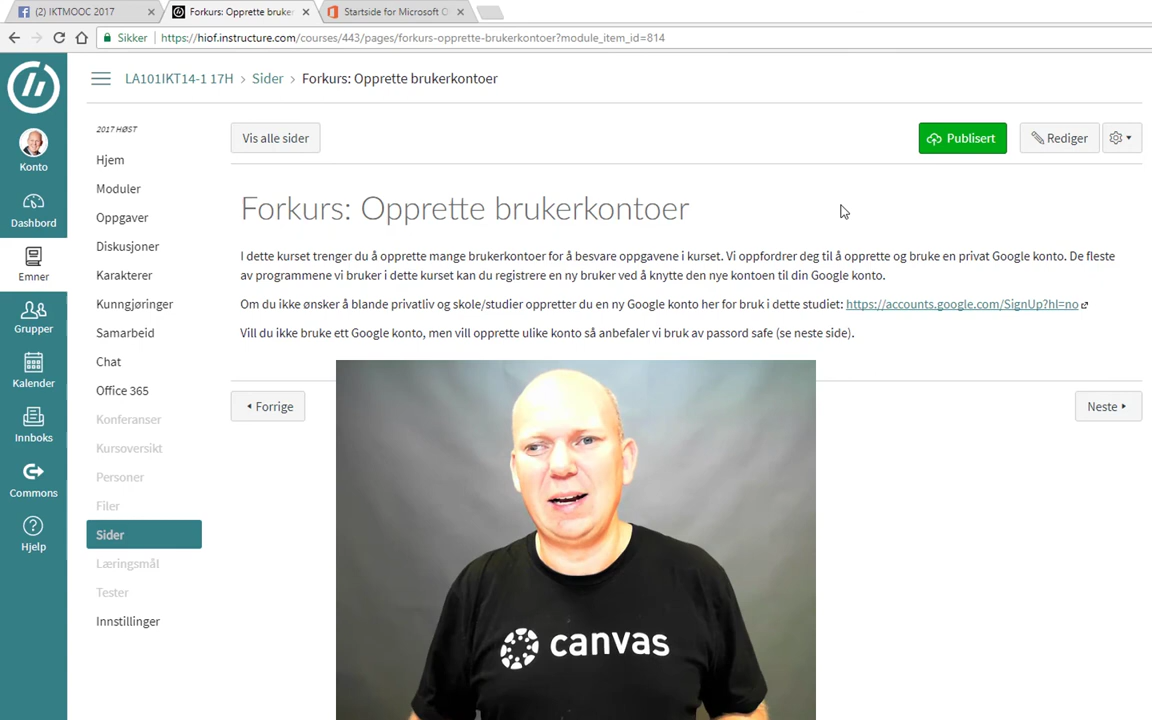 (2) IKTMOOC 2017
Forkurs: Opprette bruker
Startside for Microsoft O
Sikker
https://hiof.instructure.com/courses/443/pages/forkurs-opprette-brukerkontoer?module_item_id=814
LA101IKT14-1 17H > Sider > Forkurs: Opprette brukerkontoer
Konto
Dashbord
Emner
Grupper
Kalender
Innboks
Commons
Hjelp
2017 HØST
Hjem
Moduler
Oppgaver
Diskusjoner
Karakterer
Kunngjøringer
Samarbeid
Chat
Office 365
Konferanser
Kursoversikt
Personer
Filer
Sider
Læringsmål
Tester
Innstillinger
Vis alle sider
Publisert
Rediger
Forkurs: Opprette brukerkontoer
I dette kurset trenger du å opprette mange brukerkontoer for å besvare oppgavene i kurset. Vi oppfordrer deg til å opprette og bruke en privat Google konto. De fleste
av programmene vi bruker i dette kurset kan du registrere en ny bruker ved å knytte den nye kontoen til din Google konto.
Om du ikke ønsker å blande privatliv og skole/studier oppretter du en ny Google konto her for bruk i dette studiet: https://accounts.google.com/SignUp?hl=no
Vill du ikke bruke ett Google konto, men vill opprette ulike konto så anbefaler vi bruk av passord safe (se neste side).
Forrige
Neste
canvas